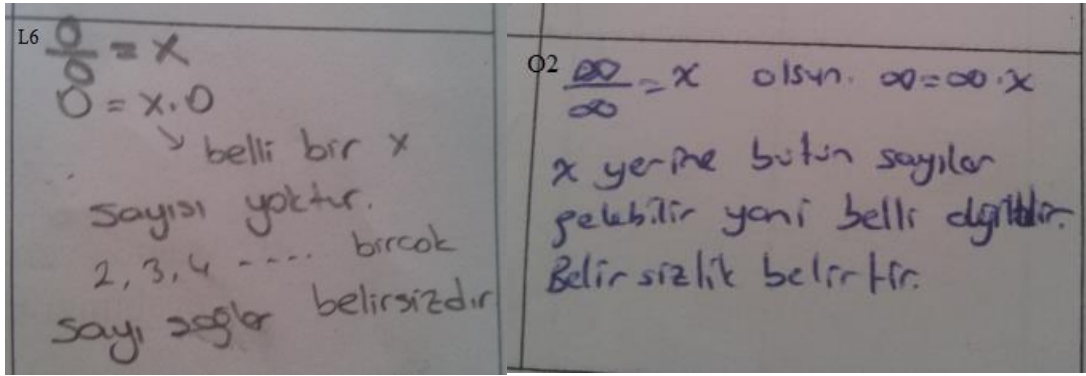 L6
0/0 = x
0 = x.0
belli bir x
sayısı yoktur.
2, 3, 4 ---- bircok
sayı sağlar belirsizdir
O2
∞/∞ = x olsun. ∞=∞.x
x yerine bütün sayılar
gelebilir yani belli değildir.
Belirsizlik belirtir.